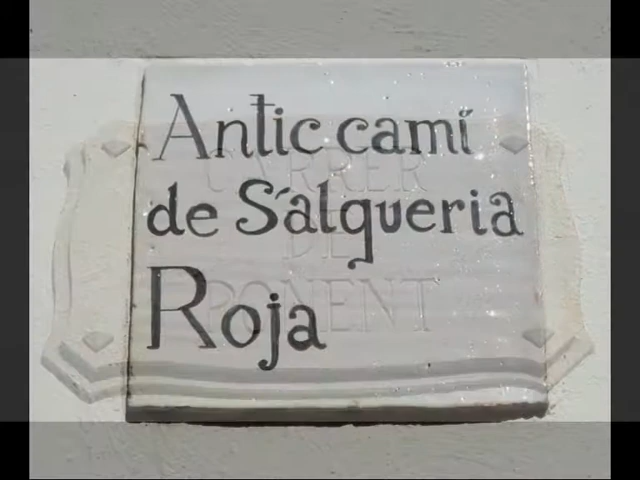 Antic camí
de S'alqueria
Roja
CARRER
DE
PONENT